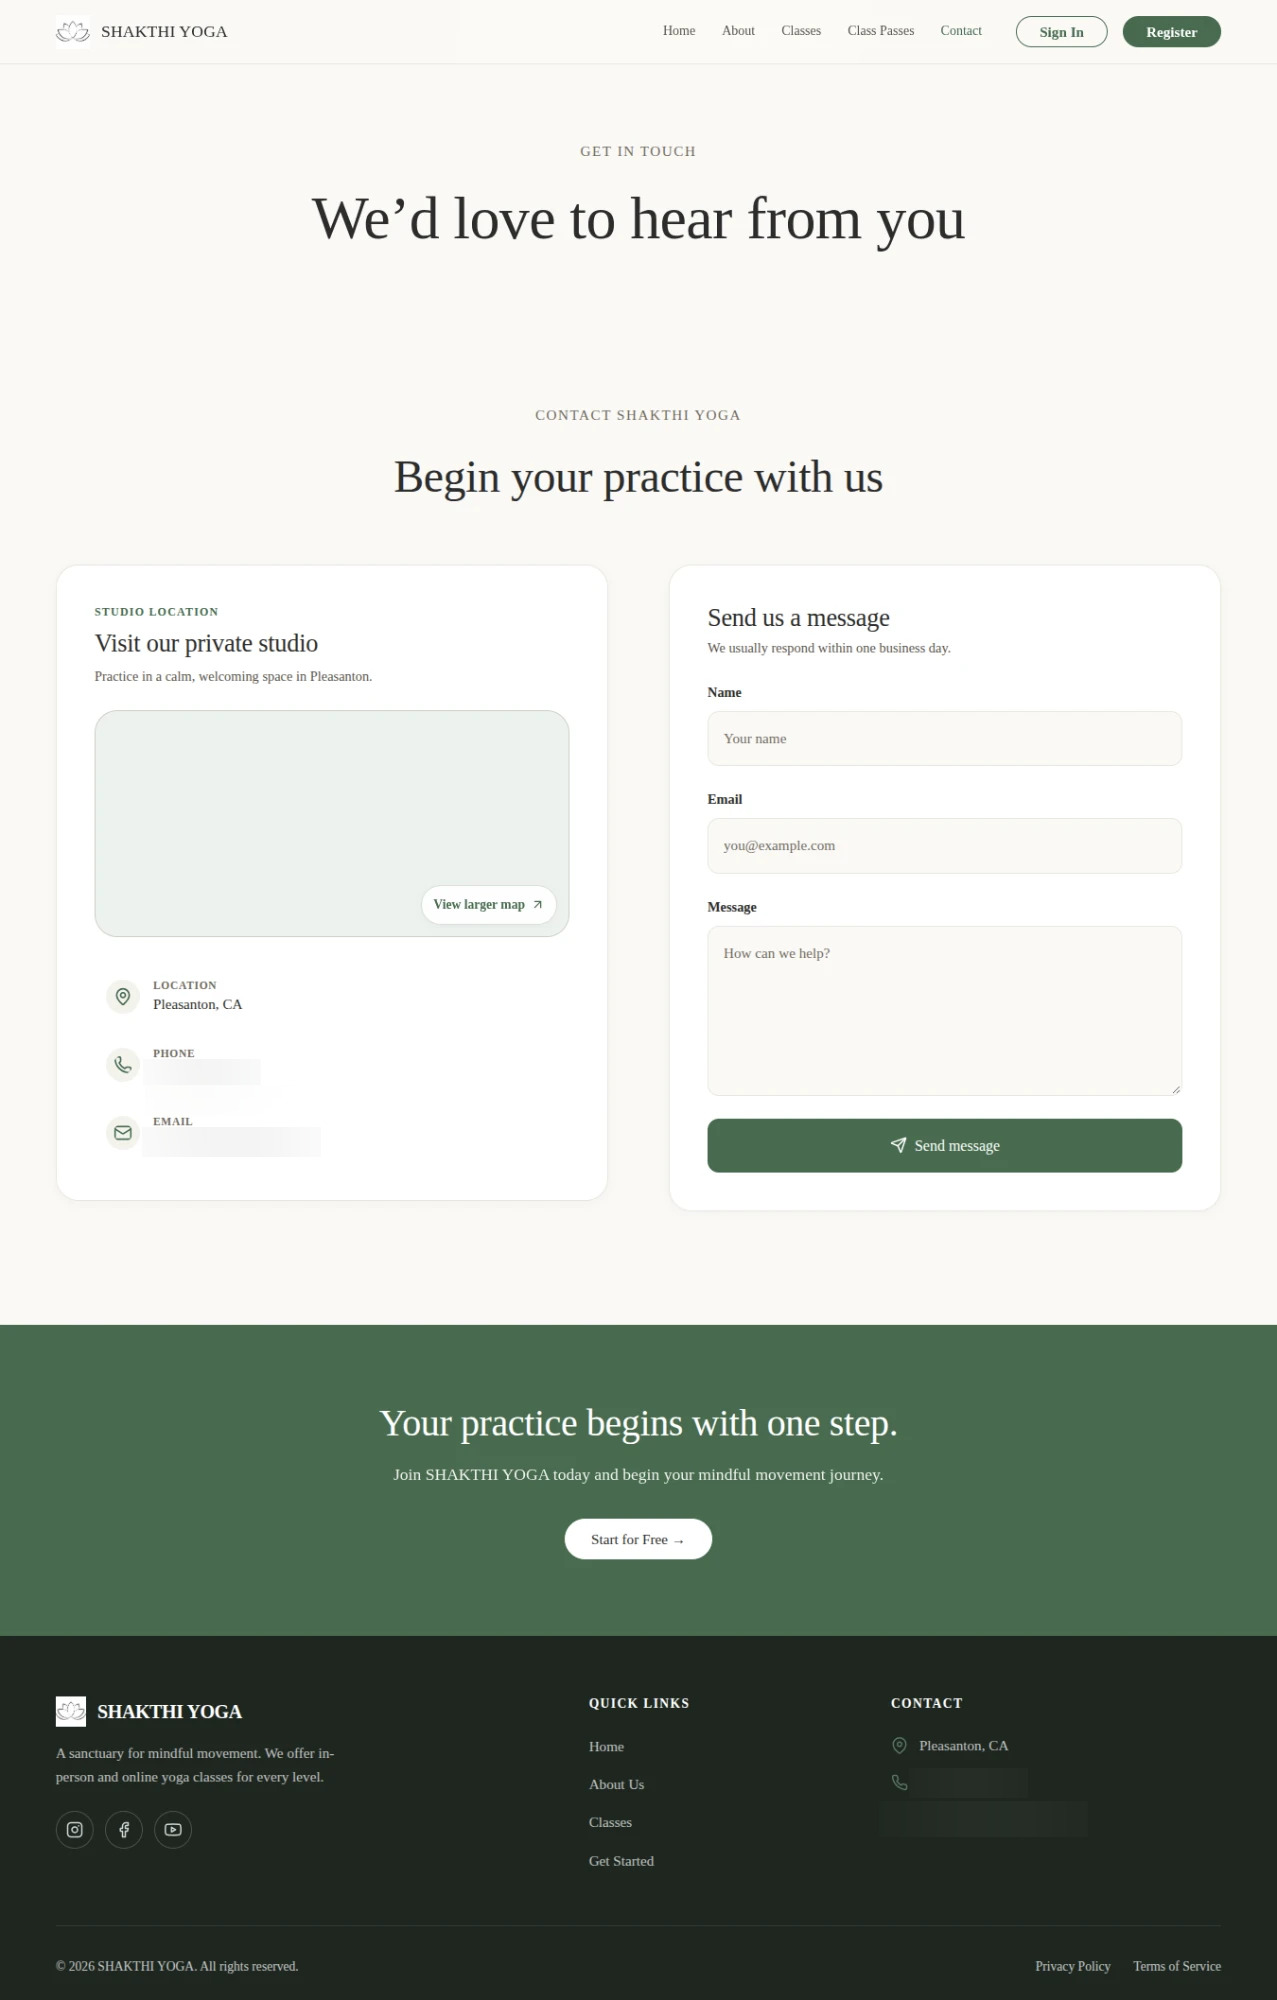 SHAKTHI YOGA
Home
About
Classes
Class Passes
Contact
Sign In
Register
GET IN TOUCH
We’d love to hear from you
CONTACT SHAKTHI YOGA
Begin your practice with us
STUDIO LOCATION
Visit our private studio
Practice in a calm, welcoming space in Pleasanton.
View larger map
LOCATION
Pleasanton, CA
PHONE
EMAIL
Send us a message
We usually respond within one business day.
Name
Your name
Email
you@example.com
Message
How can we help?
Send message
Your practice begins with one step.
Join SHAKTHI YOGA today and begin your mindful movement journey.
Start for Free →
SHAKTHI YOGA
A sanctuary for mindful movement. We offer in-
person and online yoga classes for every level.
QUICK LINKS
Home
About Us
Classes
Get Started
CONTACT
Pleasanton, CA
© 2026 SHAKTHI YOGA. All rights reserved.
Privacy Policy
Terms of Service